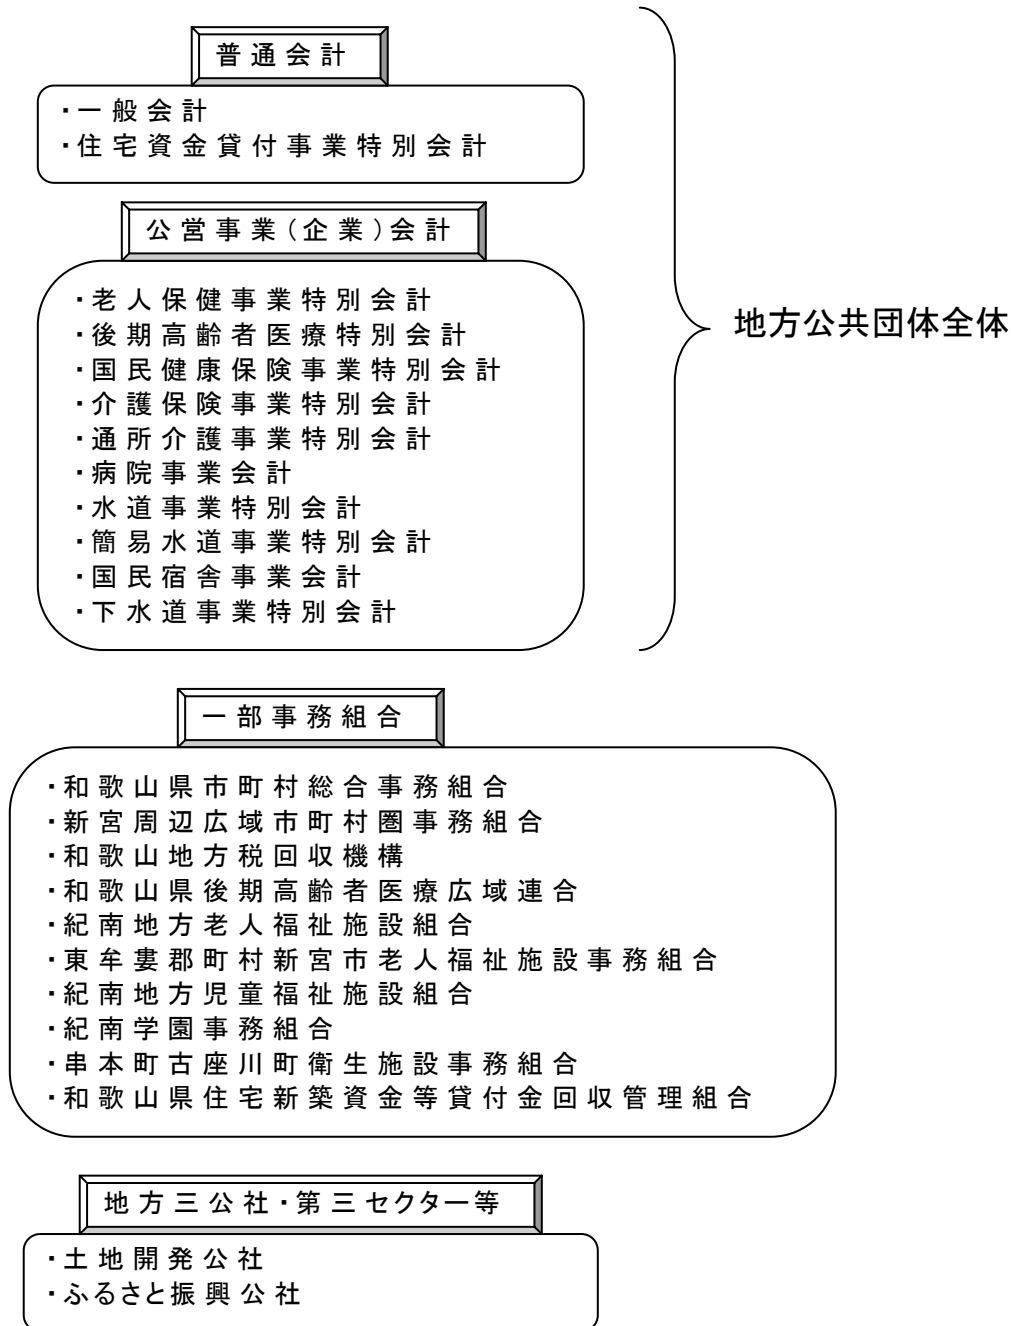 普通会計
・一般会計
・住宅資金貸付事業特別会計
公営事業（企業）会計
・老人保健事業特別会計
・後期高齢者医療特別会計
・国民健康保険事業特別会計
・介護保険事業特別会計
・通所介護事業特別会計
・病院事業会計
・水道事業特別会計
・簡易水道事業特別会計
・国民宿舎事業会計
・下水道事業特別会計
地方公共団体全体
一部事務組合
・和歌山県市町村総合事務組合
・新宮周辺広域市町村圏事務組合
・和歌山地方税回収機構
・和歌山県後期高齢者医療広域連合
・紀南地方老人福祉施設組合
・東牟婁郡町村新宮市老人福祉施設事務組合
・紀南地方児童福祉施設組合
・紀南学園事務組合
・串本町古座川町衛生施設事務組合
・和歌山県住宅新築資金等貸付金回収管理組合
地方三公社・第三セクター等
・土地開発公社
・ふるさと振興公社